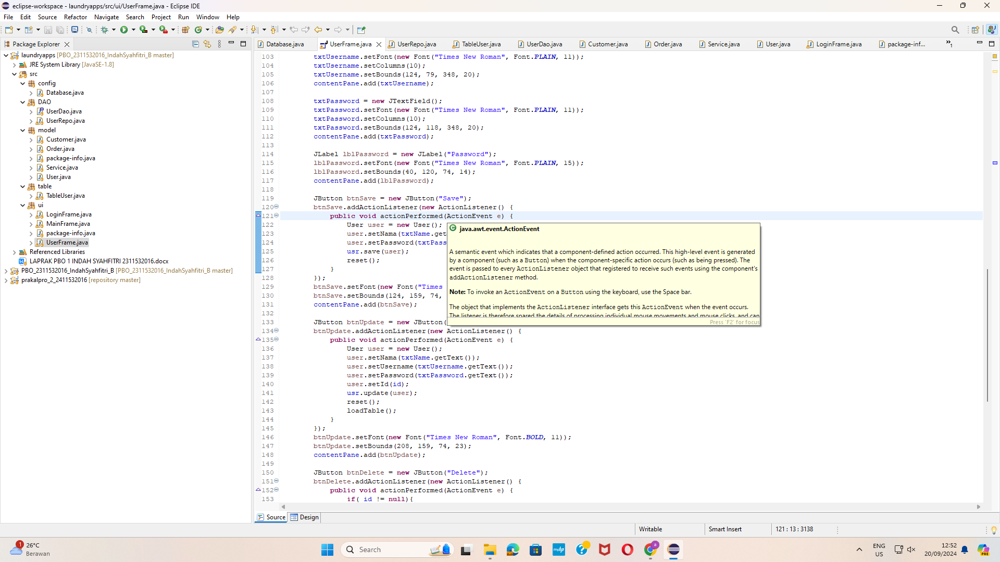 eclipse-workspace - laundryapps/src/ui/UserFrame.java - Eclipse IDE
File Edit Source Refactor Navigate Search Project Run Window Help
Package Explorer
laundryapps [PBO_2311532016_IndahSyahfitri_B master]
JRE System Library [JavaSE-1.8]
src
config
Database.java
DAO
UserDao.java
UserRepo.java
model
Customer.java
Order.java
package-info.java
Service.java
User.java
table
TableUser.java
ui
LoginFrame.java
MainFrame.java
package-info.java
UserFrame.java
Referenced Libraries
LAPRAK PBO 1 INDAH SYAHFITRI 2311532016.docx
PBO_2311532016_IndahSyahfitri_B [PBO_2311532016_IndahSyahfitri_B master]
prakalpro_2_2411532016 [repository master]
Database.java UserFrame.java UserRepo.java TableUser.java UserDao.java Customer.java Order.java Service.java User.java LoginFrame.java package-inf... 1
103 txtUsername.setFont(new Font("Times New Roman", Font.PLAIN, 11));
104 txtUsername.setColumns(10);
105 txtUsername.setBounds(124, 79, 348, 20);
106 contentPane.add(txtUsername);
107
108 txtPassword = new JTextField();
109 txtPassword.setFont(new Font("Times New Roman", Font.PLAIN, 11));
110 txtPassword.setColumns(10);
111 txtPassword.setBounds(124, 118, 348, 20);
112 contentPane.add(txtPassword);
113
114 JLabel lblPassword = new JLabel("Password");
115 lblPassword.setFont(new Font("Times New Roman", Font.PLAIN, 15));
116 lblPassword.setBounds(40, 120, 74, 14);
117 contentPane.add(lblPassword);
118
119 JButton btnSave = new JButton("Save");
120 btnSave.addActionListener(new ActionListener() {
121 public void actionPerformed(ActionEvent e) {
122 User user = new User();
123 user.setNama(txtName.get
124 user.setPassword(txtPass
125 usr.save(user);
126 reset();
127 }
128 });
129 btnSave.setFont(new Font("Times
130 btnSave.setBounds(124, 159, 74,
131 contentPane.add(btnSave);
132
133 JButton btnUpdate = new JButton(
134 btnUpdate.addActionListener(new ActionListener() {
135 public void actionPerformed(ActionEvent e) {
136 User user = new User();
137 user.setNama(txtName.getText());
138 user.setUsername(txtUsername.getText());
139 user.setPassword(txtPassword.getText());
140 user.setId(id);
141 usr.update(user);
142 reset();
143 loadTable();
144 }
145 });
146 btnUpdate.setFont(new Font("Times New Roman", Font.BOLD, 11));
147 btnUpdate.setBounds(208, 159, 74, 23);
148 contentPane.add(btnUpdate);
149
150 JButton btnDelete = new JButton("Delete");
151 btnDelete.addActionListener(new ActionListener() {
152 public void actionPerformed(ActionEvent e) {
153 if( id != null){
java.awt.event.ActionEvent
A semantic event which indicates that a component-defined action occurred. This high-level event is generated
by a component (such as a Button) when the component-specific action occurs (such as being pressed). The
event is passed to every ActionListener object that registered to receive such events using the component's
addActionListener method.
Note: To invoke an ActionEvent on a Button using the keyboard, use the Space bar.
The object that implements the ActionListener interface gets this ActionEvent when the event occurs.
The listener is therefore spared the details of processing individual mouse movements and mouse clicks, and can
Press 'F2' for focus
Source Design
Writable Smart Insert 121 : 13 : 3138
1 26°C
Berawan
Search
myhp
ENG
US
12:52
20/09/2024
PRE